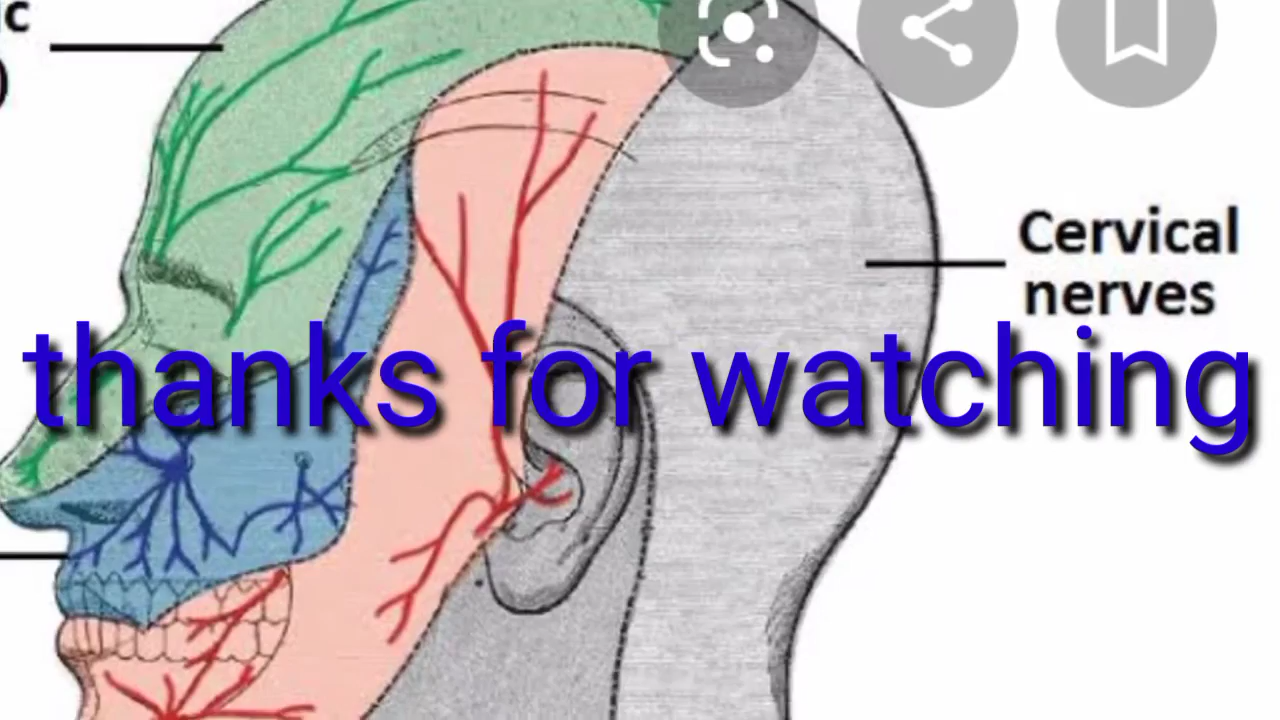 c
)
Cervical
nerves
thanks for watching